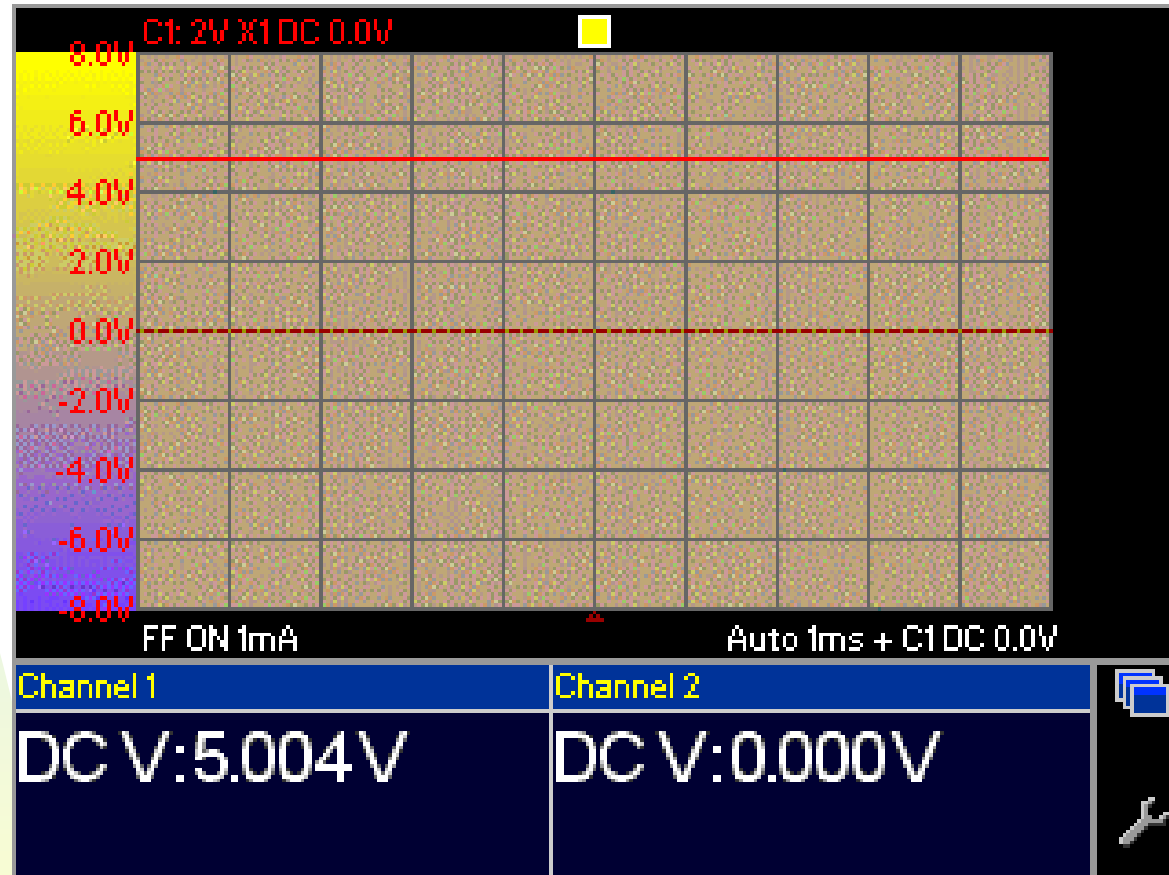 C1: 2V X1 DC 0.0V
8.0V
6.0V
4.0V
2.0V
0.0V
-2.0V
-4.0V
-6.0V
-8.0V
FF ON 1mA
Auto 1ms + C1 DC 0.0V
Channel 1
Channel 2
DC V:5.004 V
DC V:0.000V